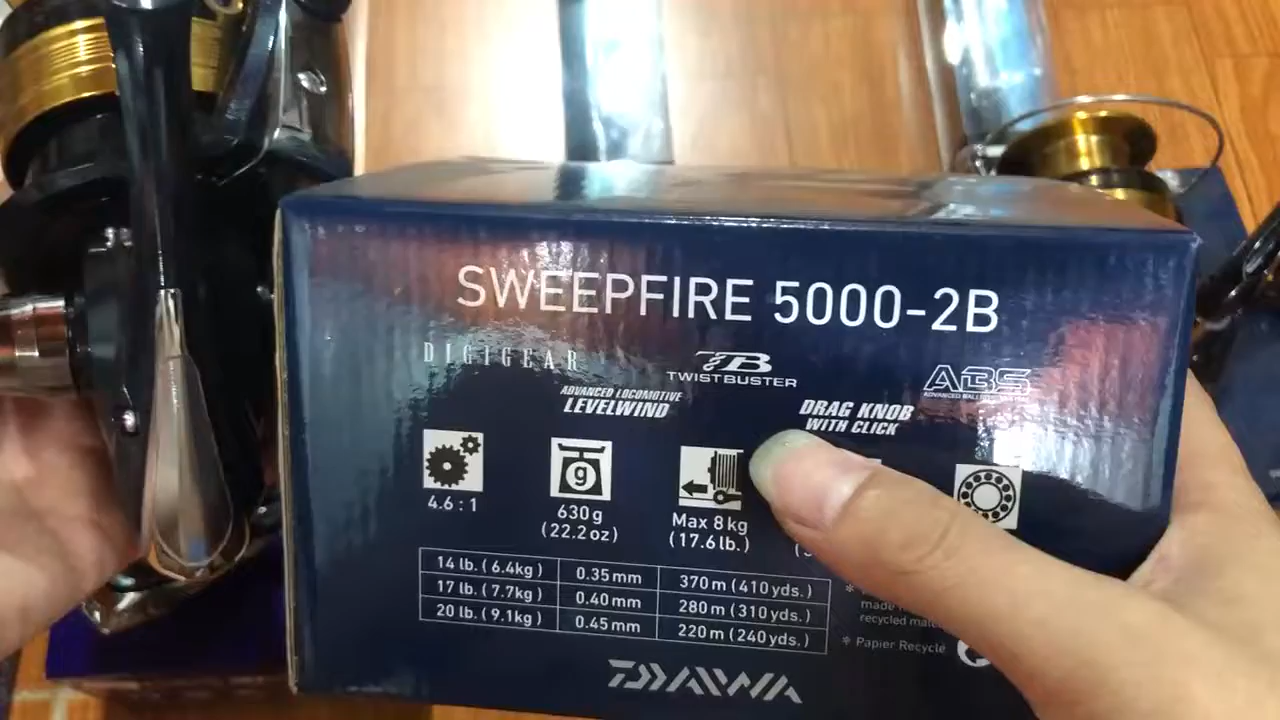 SWEEPFIRE 5000-2B
DIGIGEAR
TB
TWISTBUSTER
ABS
ADVANCED LOCOMOTIVE
LEVELWIND
DRAG KNOB
WITH CLICK
g
4.6 : 1
630g
(22.2oz)
Max 8kg
(17.6lb.)
14 lb. ( 6.4kg ) 0.35mm 370m (410yds.)
17 lb. ( 7.7kg ) 0.40mm 280m (310yds.)
20 lb. ( 9.1kg ) 0.45mm 220m (240yds.)
made
recycled
* Papier Recyclé
DAIWA